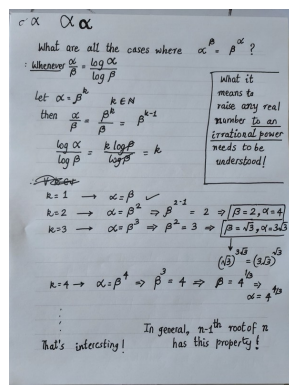 α α α
What are all the cases where α^β = β^α ?
: Whenever α/β = log α / log β
Let α = β^k k ∈ N
then α/β = β^k/β = β^(k-1)
log α / log β = k log β / log β = k
What it
means to
raise any real
number to an
irrational power
needs to be
understood!
k = 1 → α = β ✓
k = 2 → α = β^2 ⇒ β^(2-1) = 2 ⇒ β = 2, α = 4
k = 3 → α = β^3 ⇒ β^2 = 3 ⇒ β = √3, α = 3√3
(√3)^(3√3) = (3√3)^√3
k = 4 → α = β^4 ⇒ β^3 = 4 ⇒ β = 4^(1/3) ⇒
α = 4^(4/3)
That's interesting!
In general, n-1^th root of n
has this property!